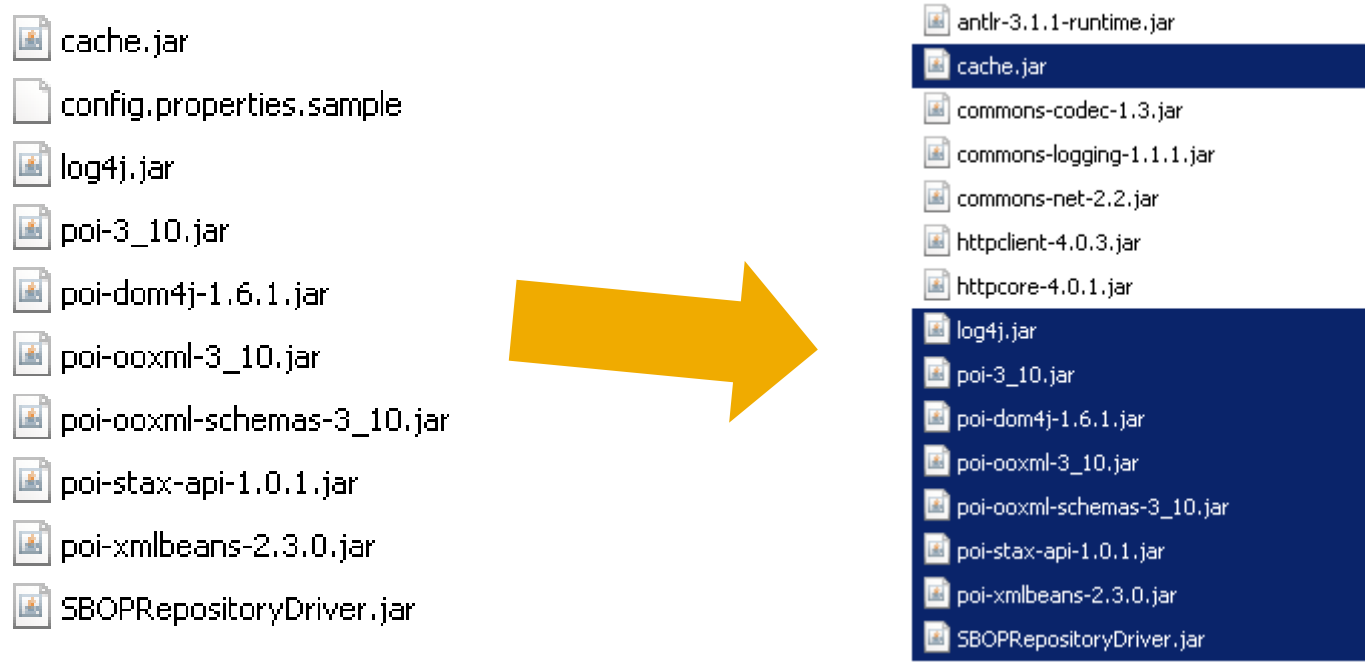 cache.jar
config.properties.sample
log4j.jar
poi-3_10.jar
poi-dom4j-1.6.1.jar
poi-ooxml-3_10.jar
poi-ooxml-schemas-3_10.jar
poi-stax-api-1.0.1.jar
poi-xmlbeans-2.3.0.jar
SBOPRepositoryDriver.jar
antlr-3.1.1-runtime.jar
cache.jar
commons-codec-1.3.jar
commons-logging-1.1.1.jar
commons-net-2.2.jar
httpclient-4.0.3.jar
httpcore-4.0.1.jar
log4j.jar
poi-3_10.jar
poi-dom4j-1.6.1.jar
poi-ooxml-3_10.jar
poi-ooxml-schemas-3_10.jar
poi-stax-api-1.0.1.jar
poi-xmlbeans-2.3.0.jar
SBOPRepositoryDriver.jar